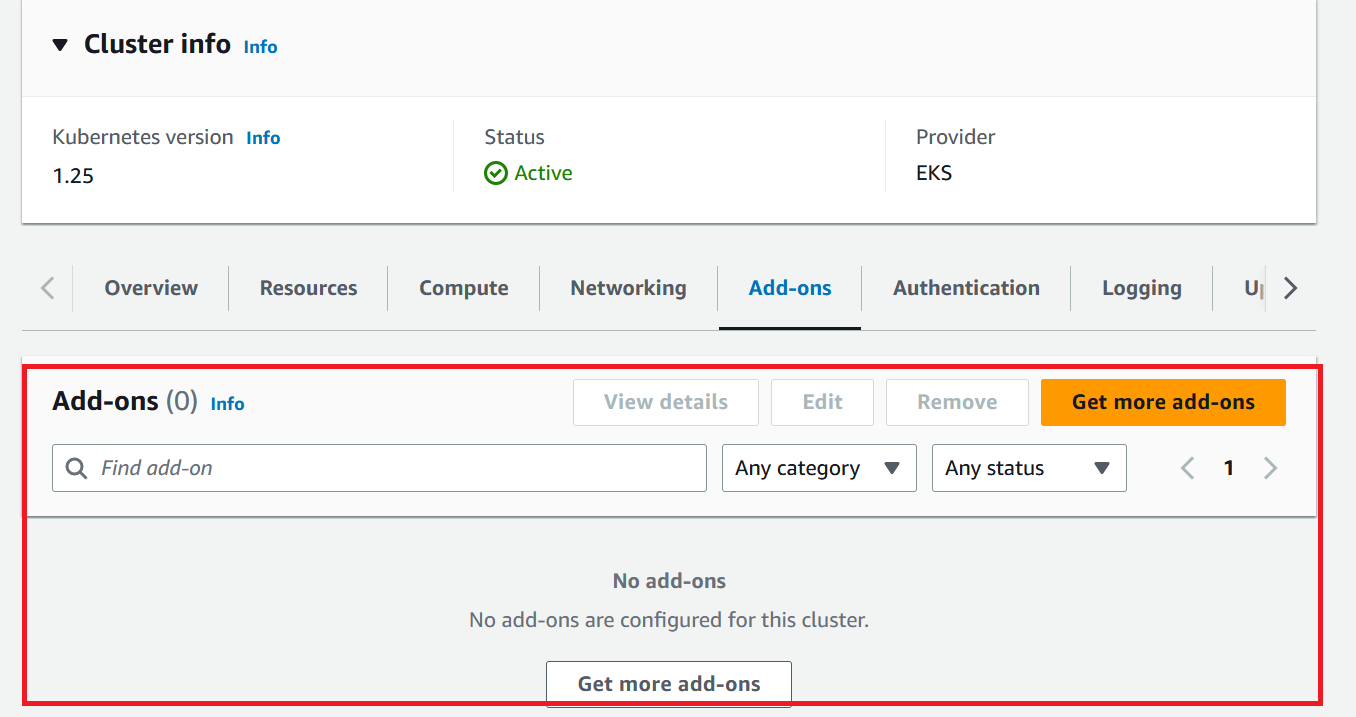 Cluster info Info
Kubernetes version Info
1.25
Status
Active
Provider
EKS
Overview Resources Compute Networking Add-ons Authentication Logging
Add-ons (0) Info View details Edit Remove Get more add-ons
Find add-on Any category Any status 1
No add-ons
No add-ons are configured for this cluster.
Get more add-ons